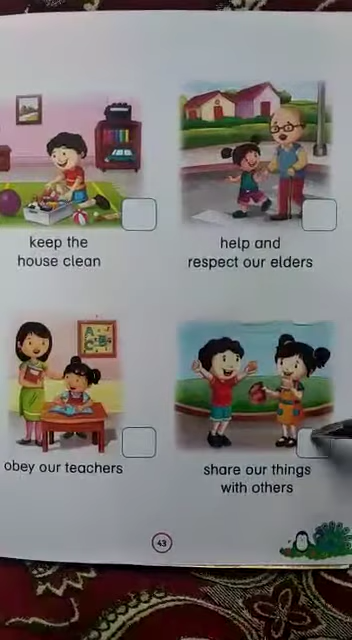 keep the
house clean
help and
respect our elders
obey our teachers
share our things
with others
43